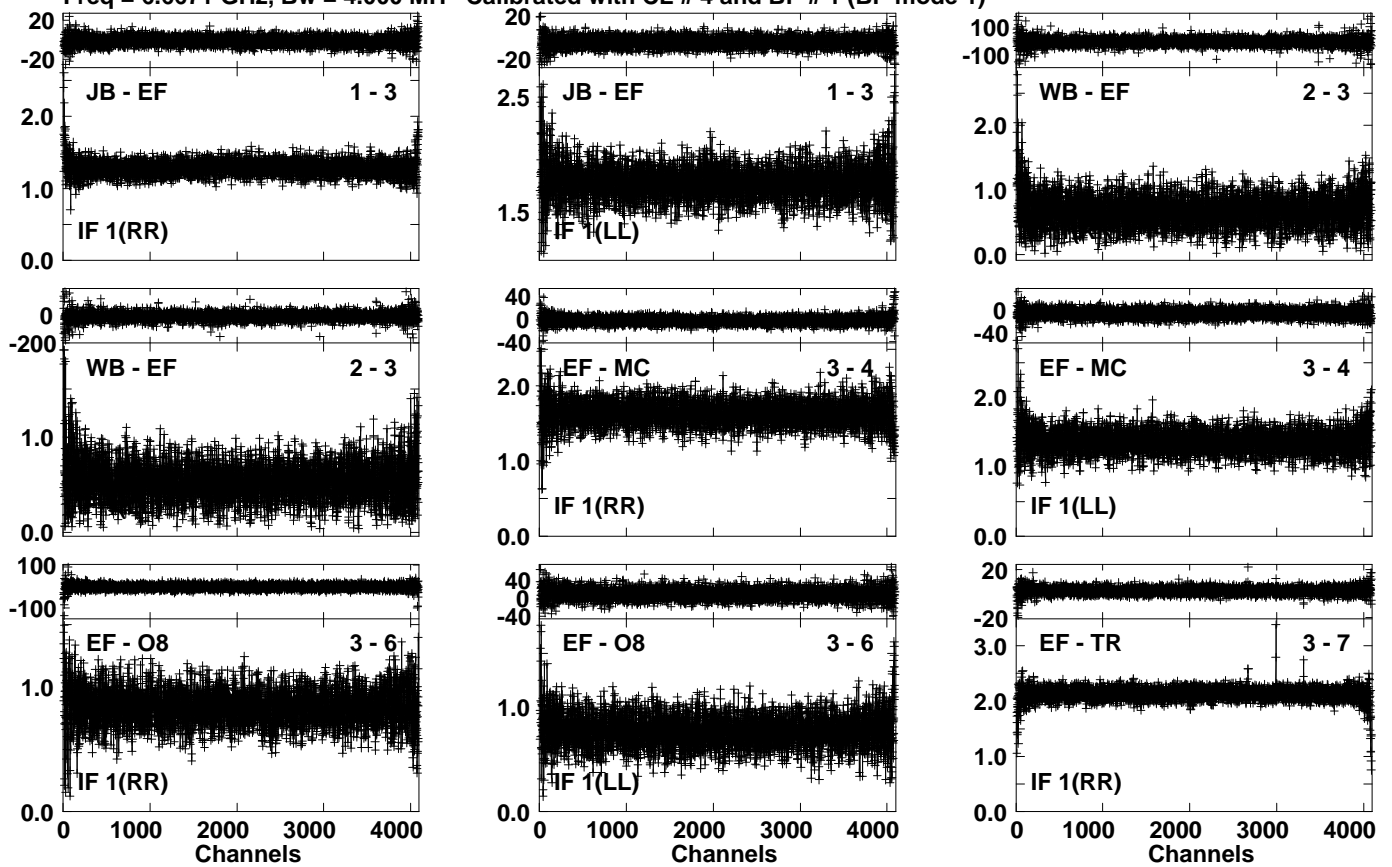 Freq = GHz, Bw = 4.000 MH Calibrated with CL # 4 and BP # 1 (BP mode 1)
20 20 100
-20 -20 -100
JB - EF 1 - 3 JB - EF 1 - 3 WB - EF 2 - 3
2.0 2.5 2.0
1.0 1.5 1.0
IF 1(RR) IF 1(LL)
0.0 0.0
40
0 0 0
-200 -40 -40
WB - EF 2 - 3 EF - MC 3 - 4 EF - MC 3 - 4
1.0 2.0 2.0
1.0 1.0
IF 1(RR) IF 1(LL)
0.0 0.0 0.0
100 40 20
0
-100 -40 -20
EF - O8 3 - 6 EF - O8 3 - 6 EF - TR 3 - 7
3.0
1.0 1.0 2.0
1.0
IF 1(RR) IF 1(LL) IF 1(RR)
0.0 0.0 0.0
0 1000 2000 3000 4000 0 1000 2000 3000 4000 0 1000 2000 3000 4000
Channels Channels Channels